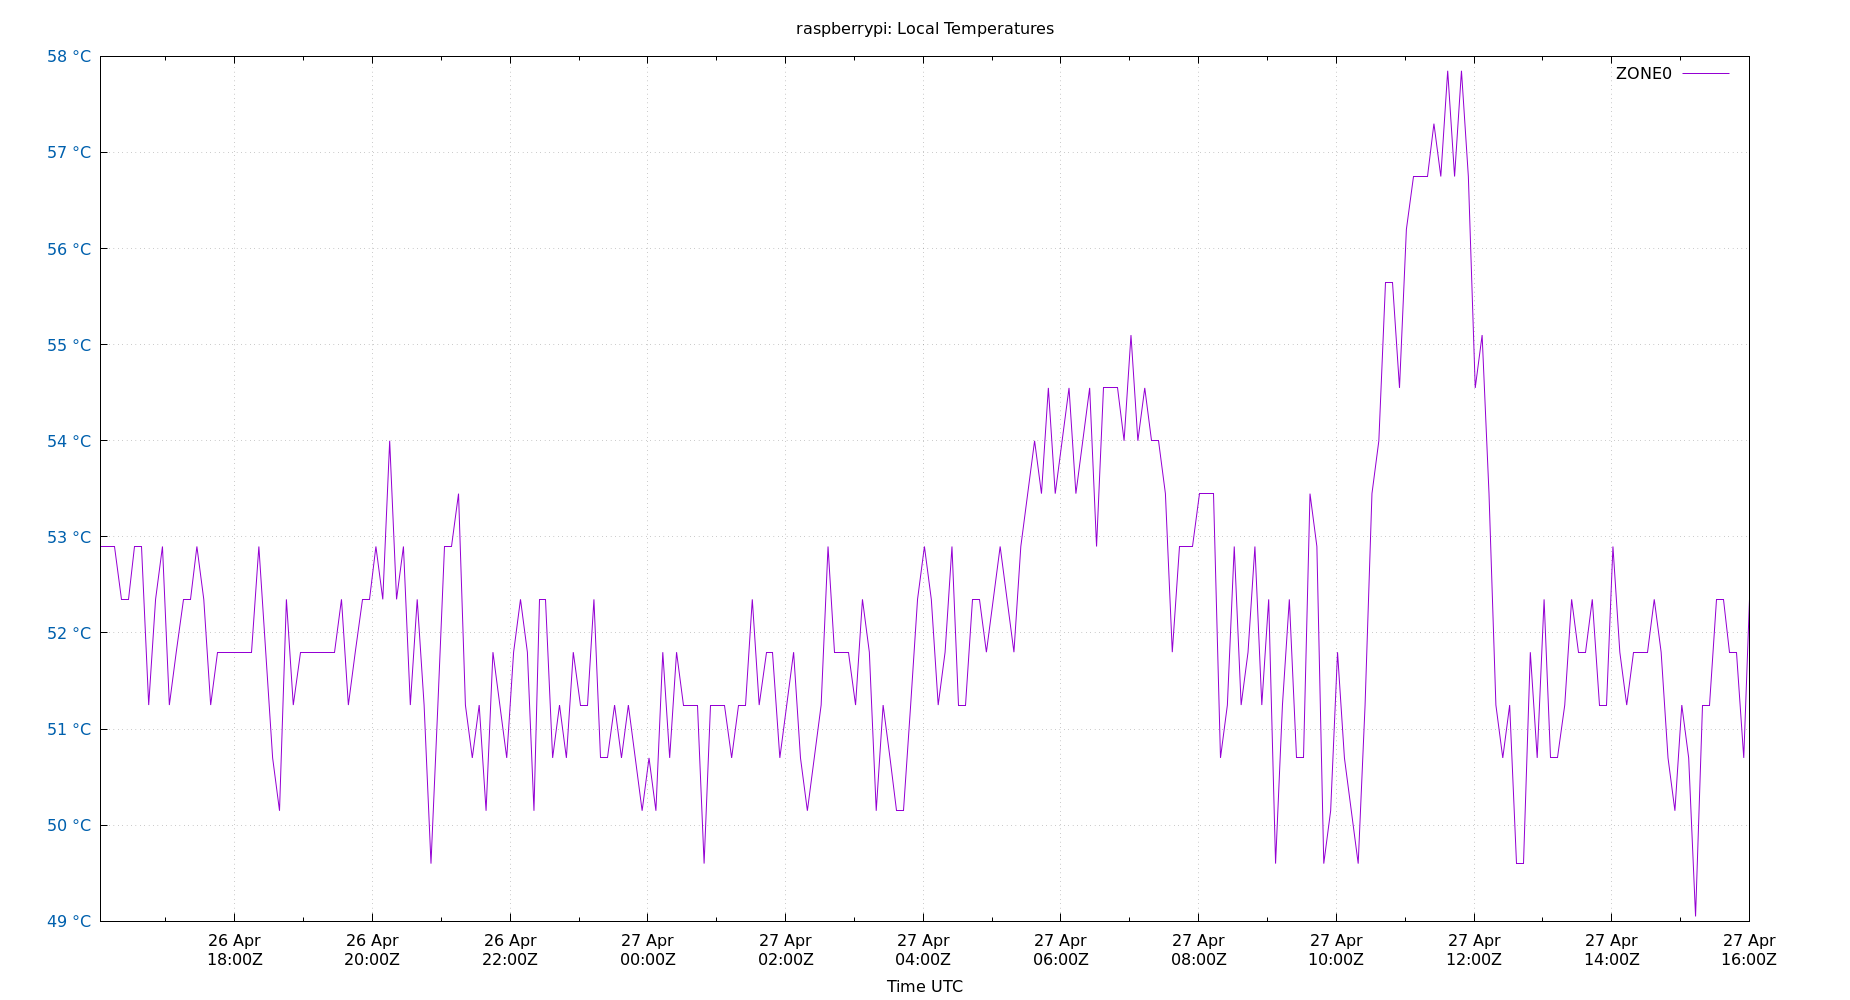 raspberrypi: Local Temperatures
ZONE0
58 °C
57 °C
56 °C
55 °C
54 °C
53 °C
52 °C
51 °C
50 °C
49 °C
26 Apr 26 Apr 26 Apr 27 Apr 27 Apr 27 Apr 27 Apr 27 Apr 27 Apr 27 Apr 27 Apr 27 Apr
18:00Z 20:00Z 22:00Z 00:00Z 02:00Z 04:00Z 06:00Z 08:00Z 10:00Z 12:00Z 14:00Z 16:00Z
Time UTC